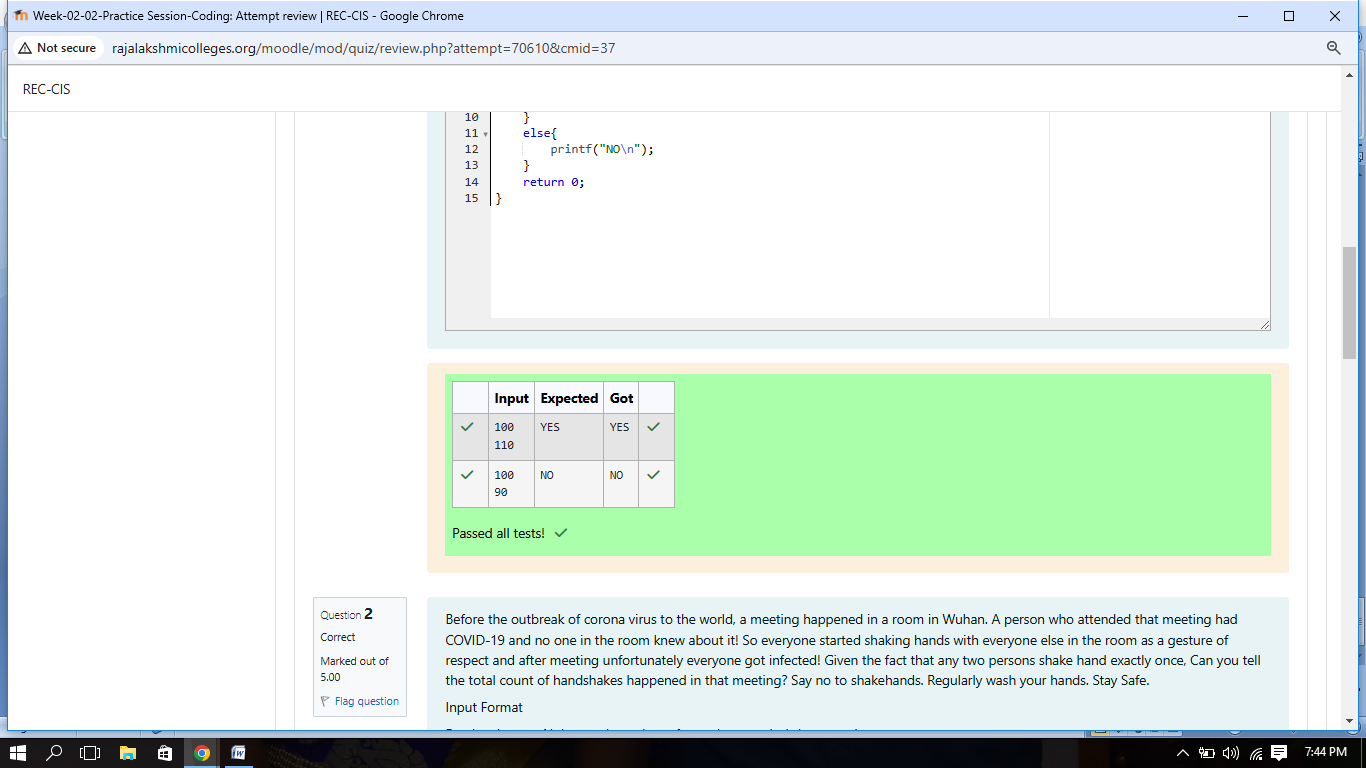 Week-02-02-Practice Session-Coding: Attempt review | REC-CIS - Google Chrome
Not secure rajalakshmicolleges.org/moodle/mod/quiz/review.php?attempt=70610&cmid=37
REC-CIS
10 }
11 else{
12 printf("NO\n");
13 }
14 return 0;
15 }
Input Expected Got
100 YES YES
110
100 NO NO
90
Passed all tests!
Question 2
Correct
Marked out of
5.00
Flag question
Before the outbreak of corona virus to the world, a meeting happened in a room in Wuhan. A person who attended that meeting had
COVID-19 and no one in the room knew about it! So everyone started shaking hands with everyone else in the room as a gesture of
respect and after meeting unfortunately everyone got infected! Given the fact that any two persons shake hand exactly once, Can you tell
the total count of handshakes happened in that meeting? Say no to shakehands. Regularly wash your hands. Stay Safe.
Input Format
7:44 PM